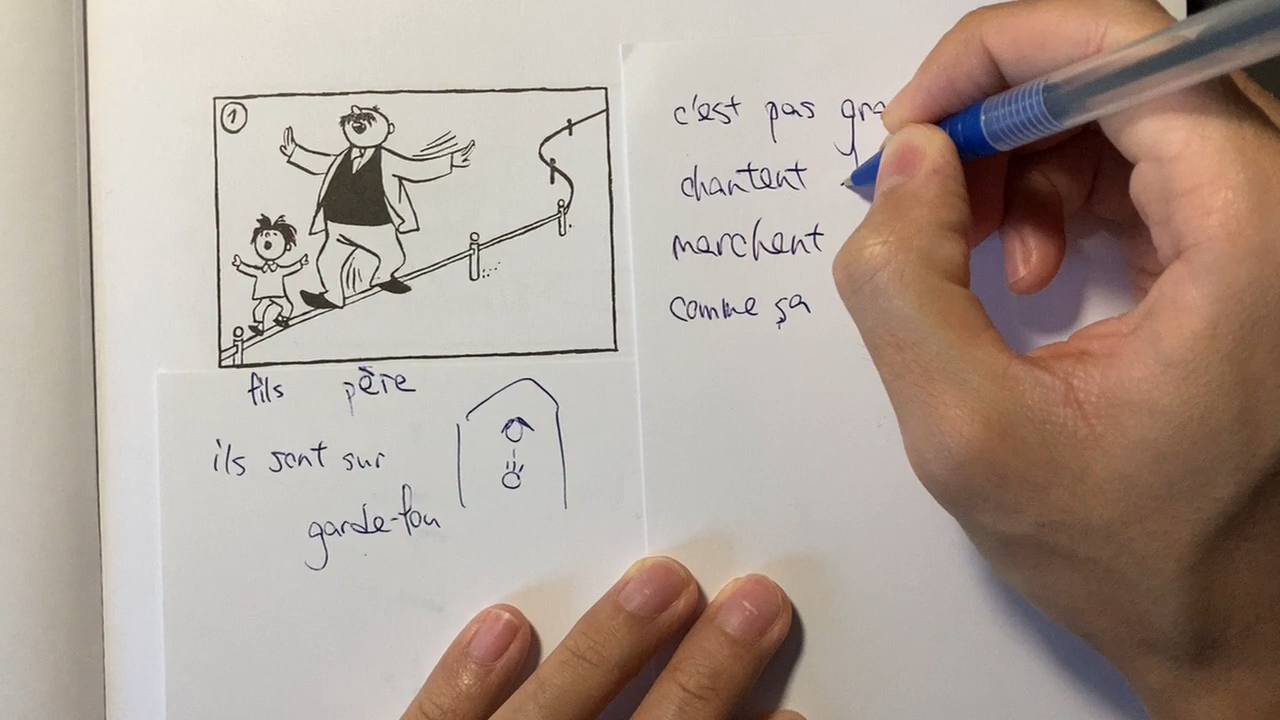 1
fils père
ils sont sur
garde-fou
c'est pas
chantent
marchent
comme ça